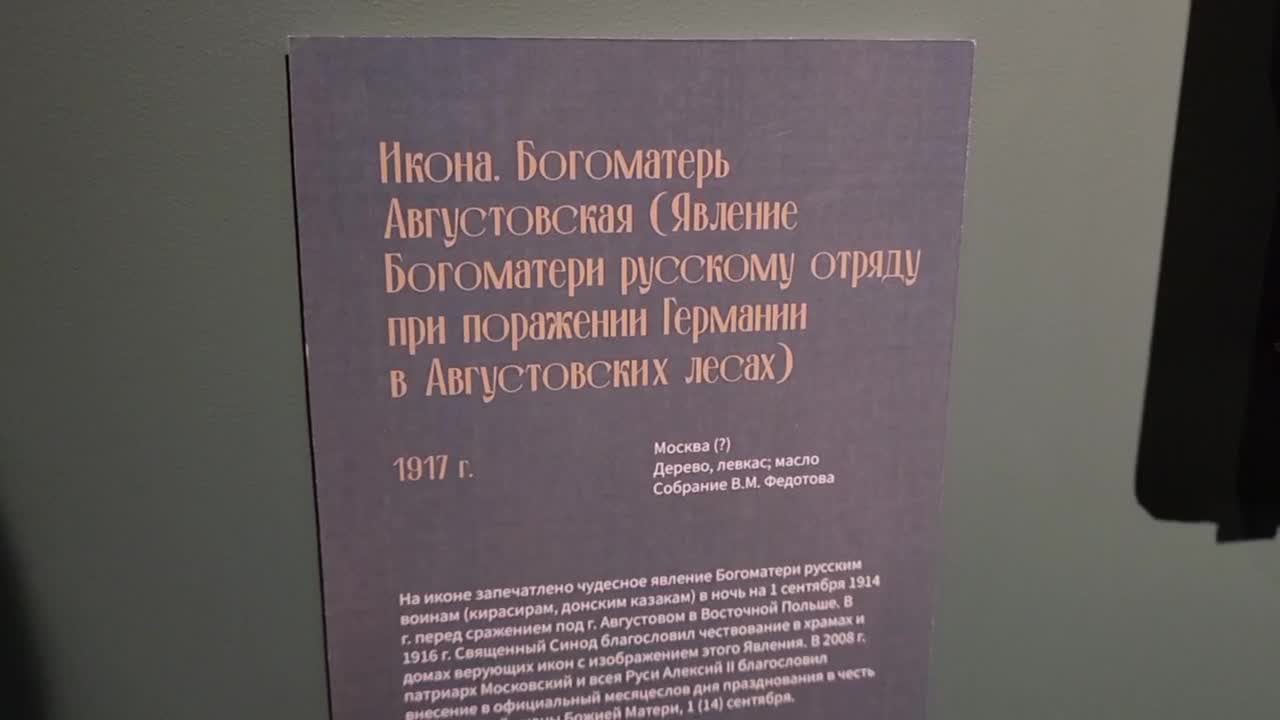 Икона. Богоматерь
Августовская (Явление
Богоматери русскому отряду
при поражении Германии
в Августовских лесах)
1917 г.
Москва (?)
Дерево, левкас; масло
Собрание В.М. Федотова
На иконе запечатлено чудесное явление Богоматери русским
воинам (кирасирам, донским казакам) в ночь на 1 сентября 1914
г. перед сражением под г. Августовом в Восточной Польше. В
1916 г. Священный Синод благословил чествование в храмах и
домах верующих икон с изображением этого Явления. В 2008 г.
патриарх Московский и всея Руси Алексий II благословил
внесение в официальный месяцеслов дня празднования в честь
Божией Матери, 1 (14) сентября.